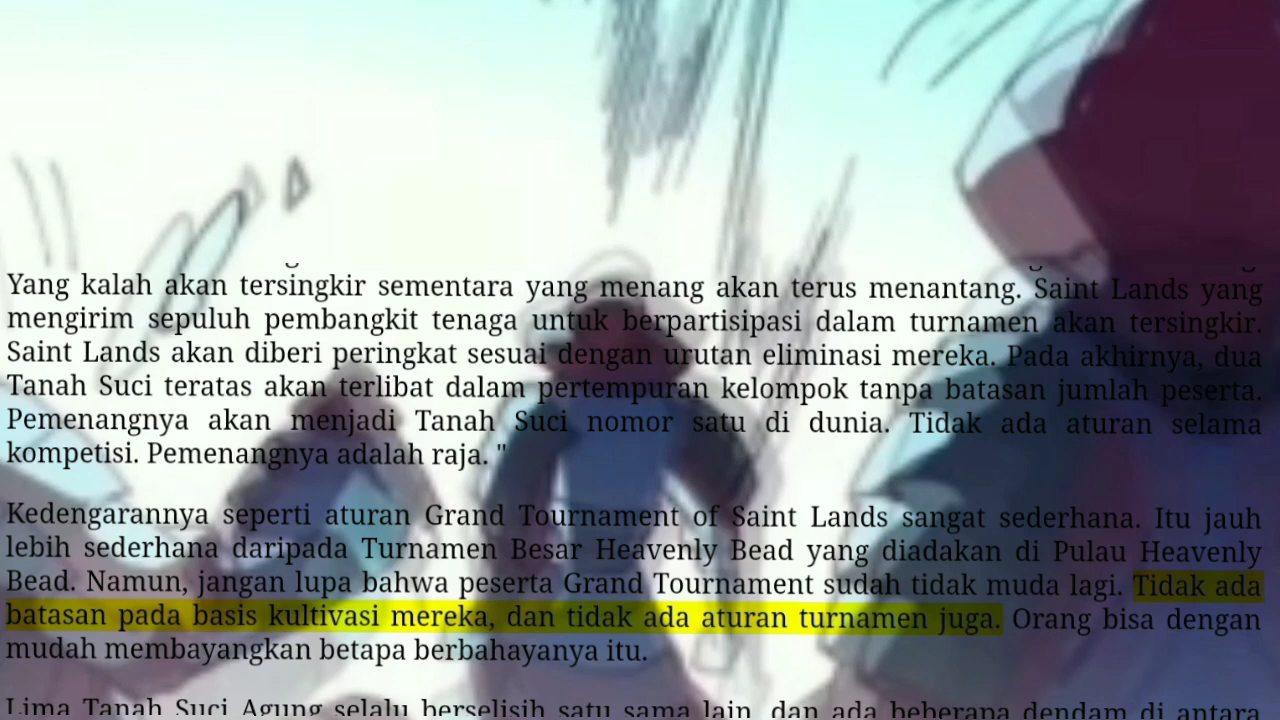 Yang kalah akan tersingkir sementara yang menang akan terus menantang. Saint Lands yang
mengirim sepuluh pembangkit tenaga untuk berpartisipasi dalam turnamen akan tersingkir.
Saint Lands akan diberi peringkat sesuai dengan urutan eliminasi mereka. Pada akhirnya, dua
Tanah Suci teratas akan terlibat dalam pertempuran kelompok tanpa batasan jumlah peserta.
Pemenangnya akan menjadi Tanah Suci nomor satu di dunia. Tidak ada aturan selama
kompetisi. Pemenangnya adalah raja. "
Kedengarannya seperti aturan Grand Tournament of Saint Lands sangat sederhana. Itu jauh
lebih sederhana daripada Turnamen Besar Heavenly Bead yang diadakan di Pulau Heavenly
Bead. Namun, jangan lupa bahwa peserta Grand Tournament sudah tidak muda lagi. Tidak ada
batasan pada basis kultivasi mereka, dan tidak ada aturan turnamen juga. Orang bisa dengan
mudah membayangkan betapa berbahayanya itu.
Lima Tanah Suci Agung selalu berselisih satu sama lain, dan ada beberapa dendam di antara